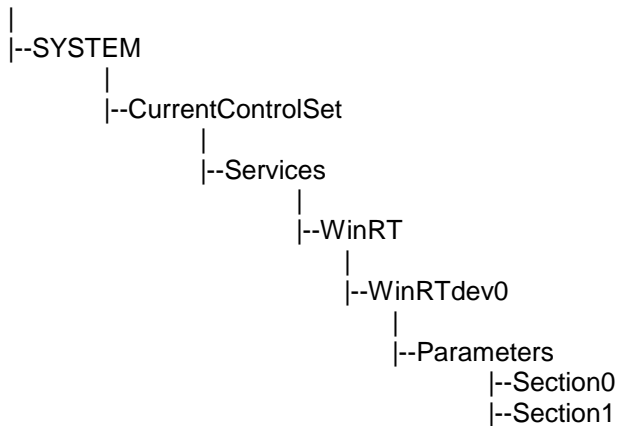 |
|--SYSTEM
|
|--CurrentControlSet
|
|--Services
|
|--WinRT
|
|--WinRTdev0
|
|--Parameters
|--Section0
|--Section1